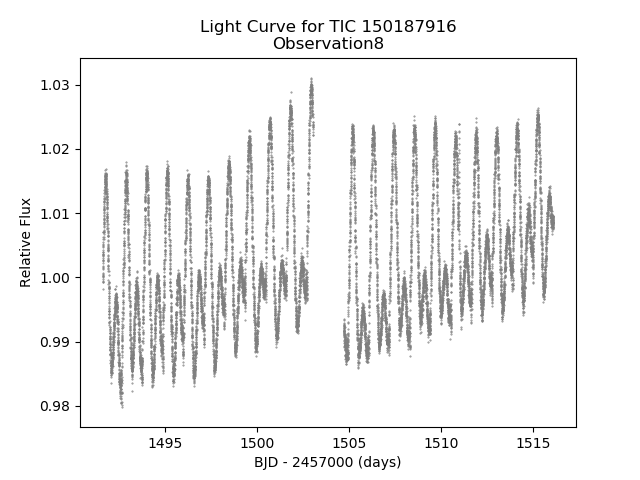 Light Curve for TIC 150187916
Observation8
1.03
1.02
1.01
1.00
0.99
0.98
Relative Flux
1495
1500
1505
1510
1515
BJD - 2457000 (days)